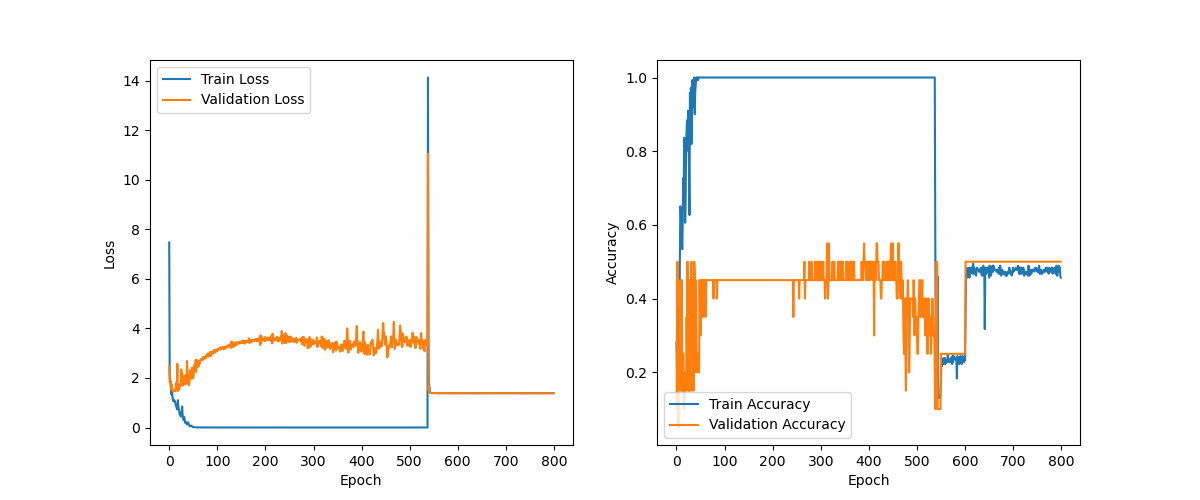 Train Loss
Validation Loss
14
12
10
8
6
4
2
0
Loss
0 100 200 300 400 500 600 700 800
Epoch
1.0
0.8
0.6
0.4
0.2
Accuracy
Train Accuracy
Validation Accuracy
0 100 200 300 400 500 600 700 800
Epoch